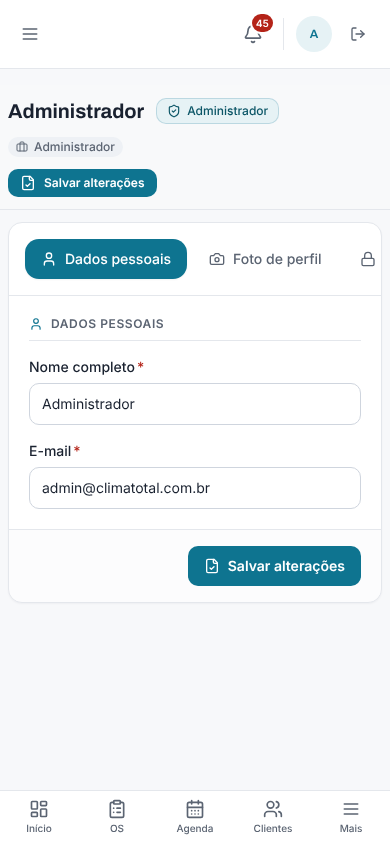 45
A
Administrador
Administrador
Administrador
Salvar alterações
Dados pessoais
Foto de perfil
DADOS PESSOAIS
Nome completo*
Administrador
E-mail*
admin@climatotal.com.br
Salvar alterações
Início
OS
Agenda
Clientes
Mais